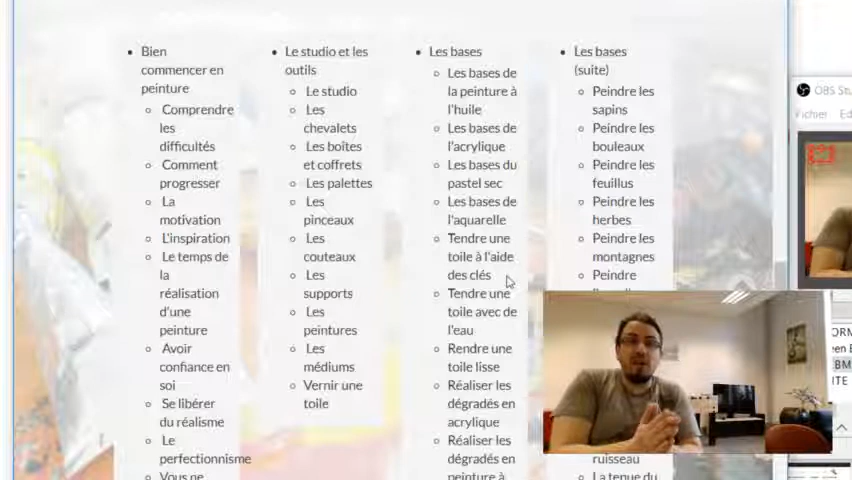 Bien
commencer en
peinture
Comprendre
les
difficultés
Comment
progresser
La
motivation
L'inspiration
Le temps de
la
réalisation
d'une
peinture
Avoir
confiance en
soi
Se libérer
du réalisme
Le
perfectionnisme
Vous ne
Le studio et les
outils
Le studio
Les
chevalets
Les boîtes
et coffrets
Les palettes
Les
pinceaux
Les
couteaux
Les
supports
Les
peintures
Les
médiums
Vernir une
toile
Les bases
Les bases de
la peinture à
l'huile
Les bases de
l'acrylique
Les bases du
pastel sec
Les bases de
l'aquarelle
Tendre une
toile à l'aide
des clés
Tendre une
toile avec de
l'eau
Rendre une
toile lisse
Réaliser les
dégradés en
acrylique
Réaliser les
dégradés en
peinture à
Les bases
(suite)
Peindre les
sapins
Peindre les
bouleaux
Peindre les
feuillus
Peindre les
herbes
Peindre les
montagnes
Peindre
ruisseau
La tenue du
OBS Stu
Fichier Ed